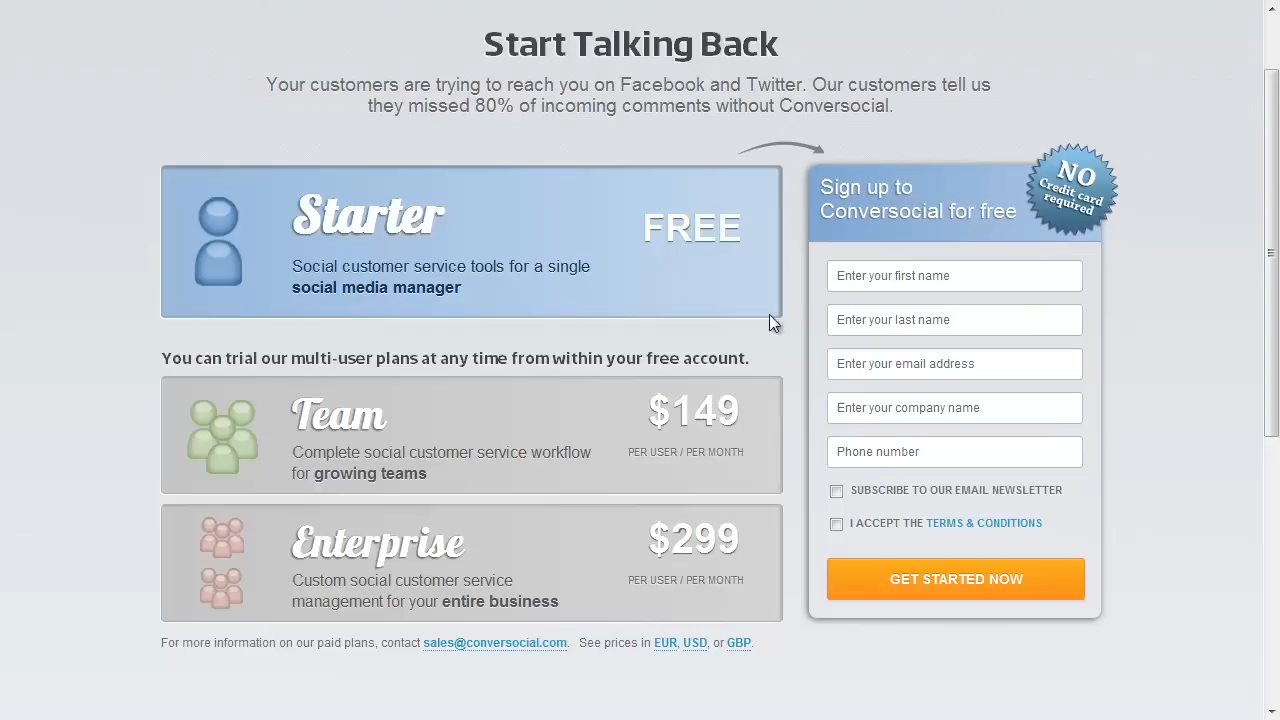 Start Talking Back
Your customers are trying to reach you on Facebook and Twitter. Our customers tell us
they missed 80% of incoming comments without Conversocial.
Starter
FREE
Social customer service tools for a single
social media manager
You can trial our multi-user plans at any time from within your free account.
Team
$149
Complete social customer service workflow
for growing teams
PER USER / PER MONTH
Enterprise
$299
Custom social customer service
management for your entire business
PER USER / PER MONTH
For more information on our paid plans, contact sales@conversocial.com. See prices in EUR, USD, or GBP.
Sign up to
Conversocial for free
NO
Credit card
required
Enter your first name
Enter your last name
Enter your email address
Enter your company name
Phone number
SUBSCRIBE TO OUR EMAIL NEWSLETTER
I ACCEPT THE TERMS & CONDITIONS
GET STARTED NOW